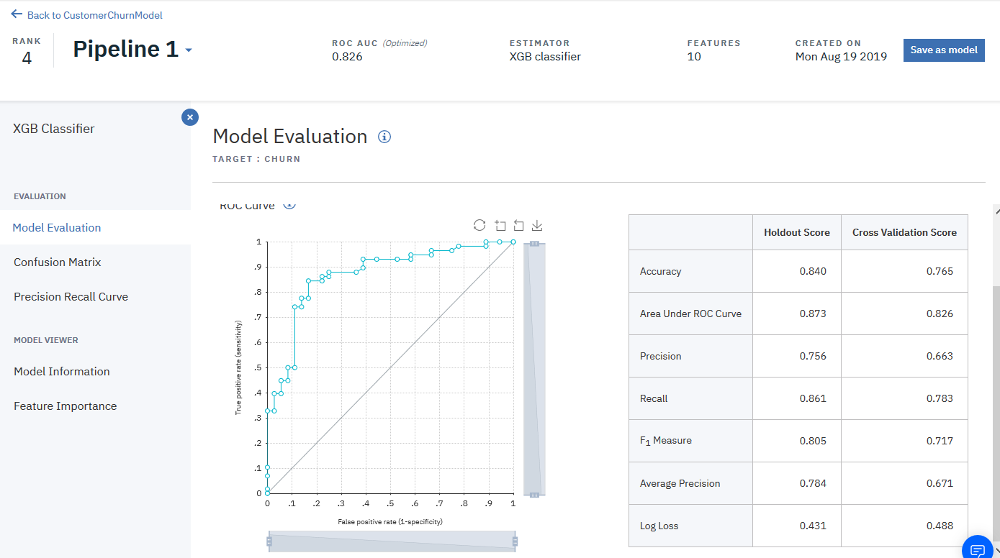 Back to CustomerChurnModel
RANK
4
Pipeline 1
ROC AUC (Optimized)
0.826
ESTIMATOR
XGB classifier
FEATURES
10
CREATED ON
Mon Aug 19 2019
Save as model
XGB Classifier
EVALUATION
Model Evaluation
Confusion Matrix
Precision Recall Curve
MODEL VIEWER
Model Information
Feature Importance
Model Evaluation
TARGET : CHURN
ROC Curve
True positive rate (sensitivity)
1
.9
.8
.7
.6
.5
.4
.3
.2
.1
0
0 .1 .2 .3 .4 .5 .6 .7 .8 .9 1
False positive rate (1-specificity)
Holdout Score Cross Validation Score
Accuracy 0.840 0.765
Area Under ROC Curve 0.873 0.826
Precision 0.756 0.663
Recall 0.861 0.783
F1 Measure 0.805 0.717
Average Precision 0.784 0.671
Log Loss 0.431 0.488